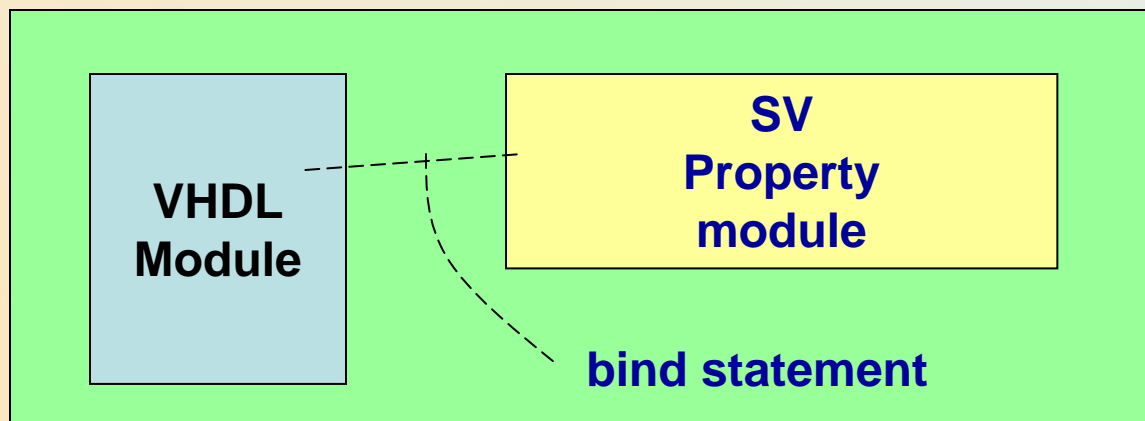 VHDL
Module
SV
Property
module
bind statement